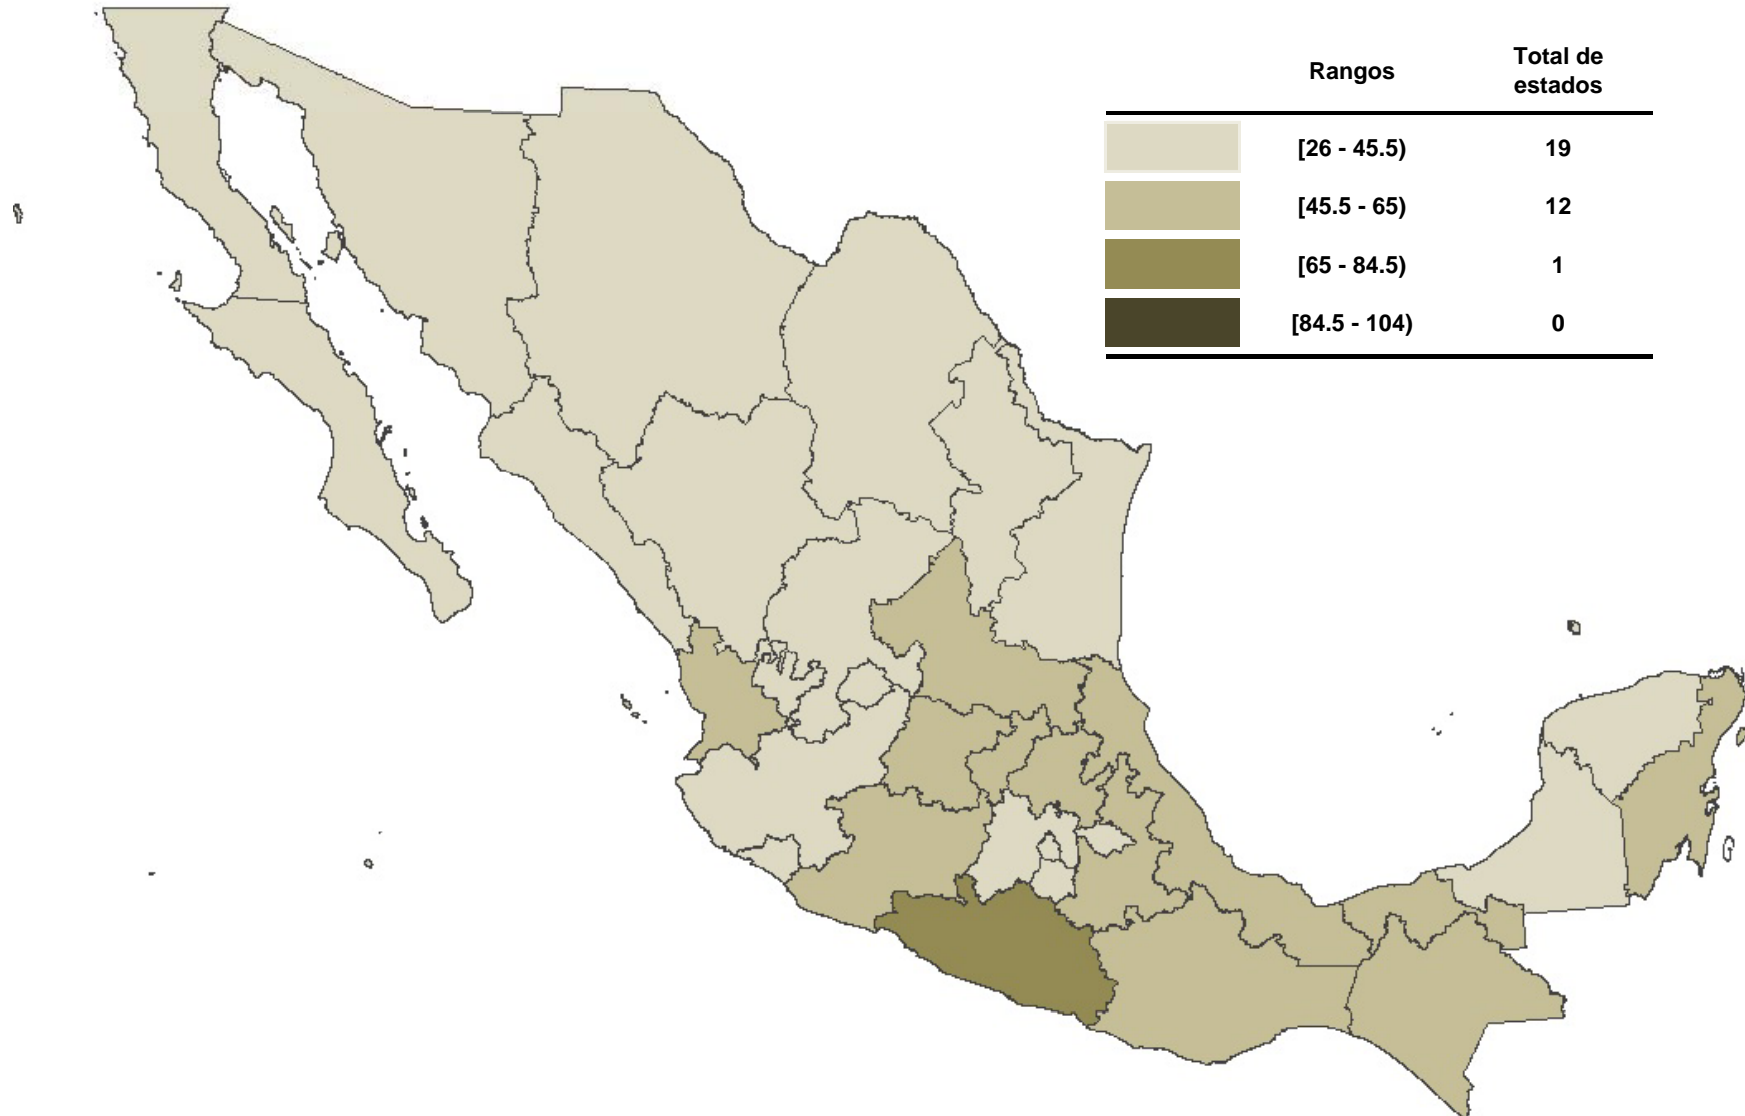 Rangos Total de
estados
[26 - 45.5) 19
[45.5 - 65) 12
[65 - 84.5) 1
[84.5 - 104) 0